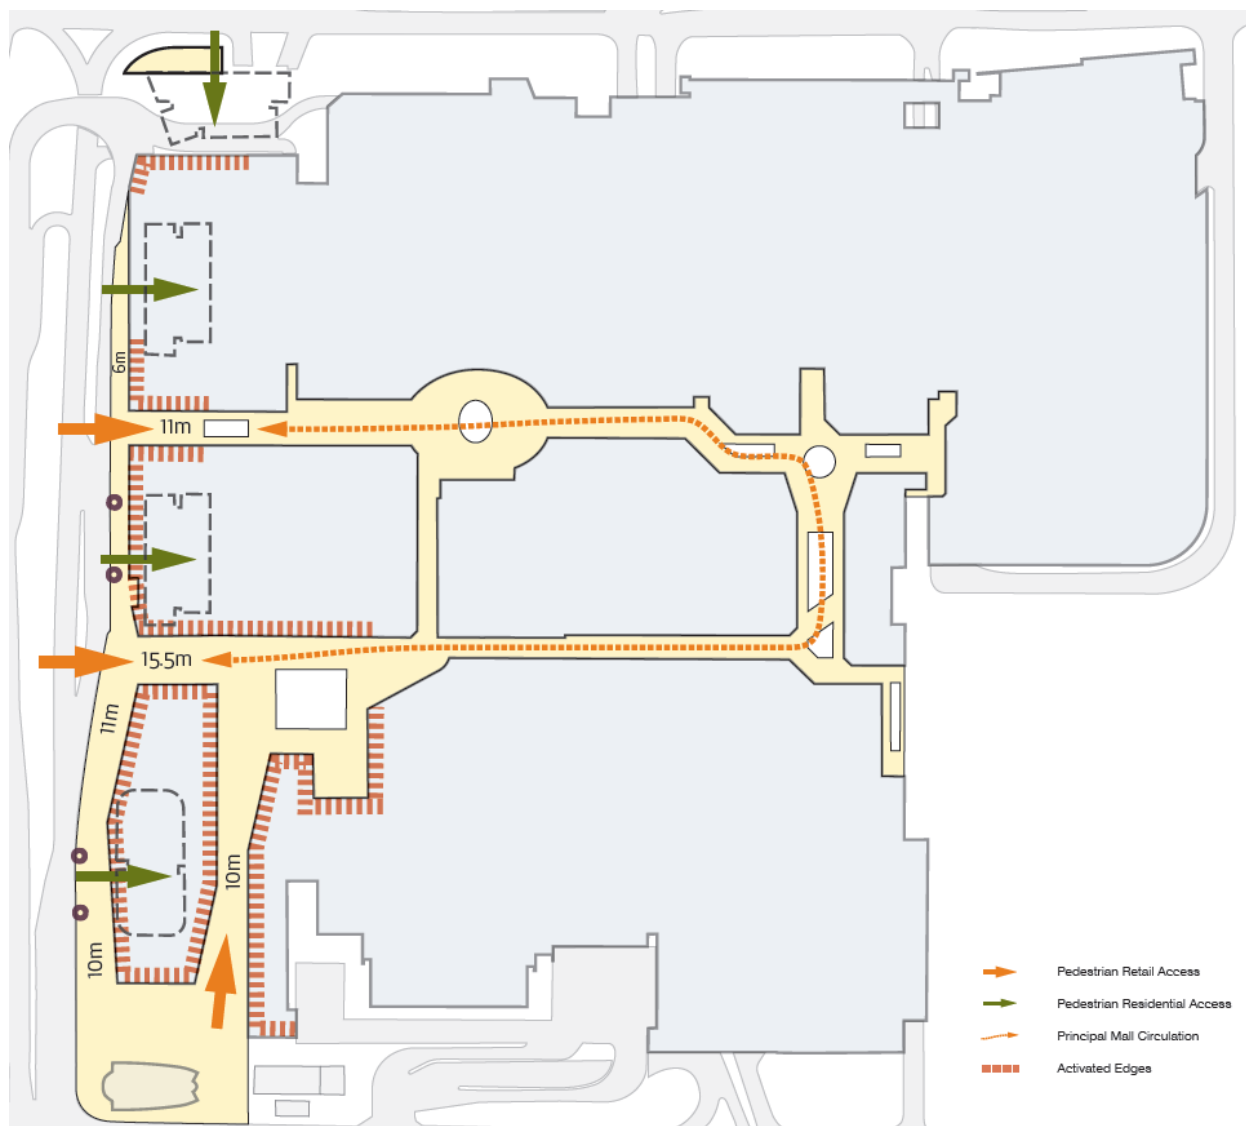 6m
11m
15.5m
11m
10m
10m
Pedestrian Retail Access
Pedestrian Residential Access
Principal Mall Circulation
Activated Edges